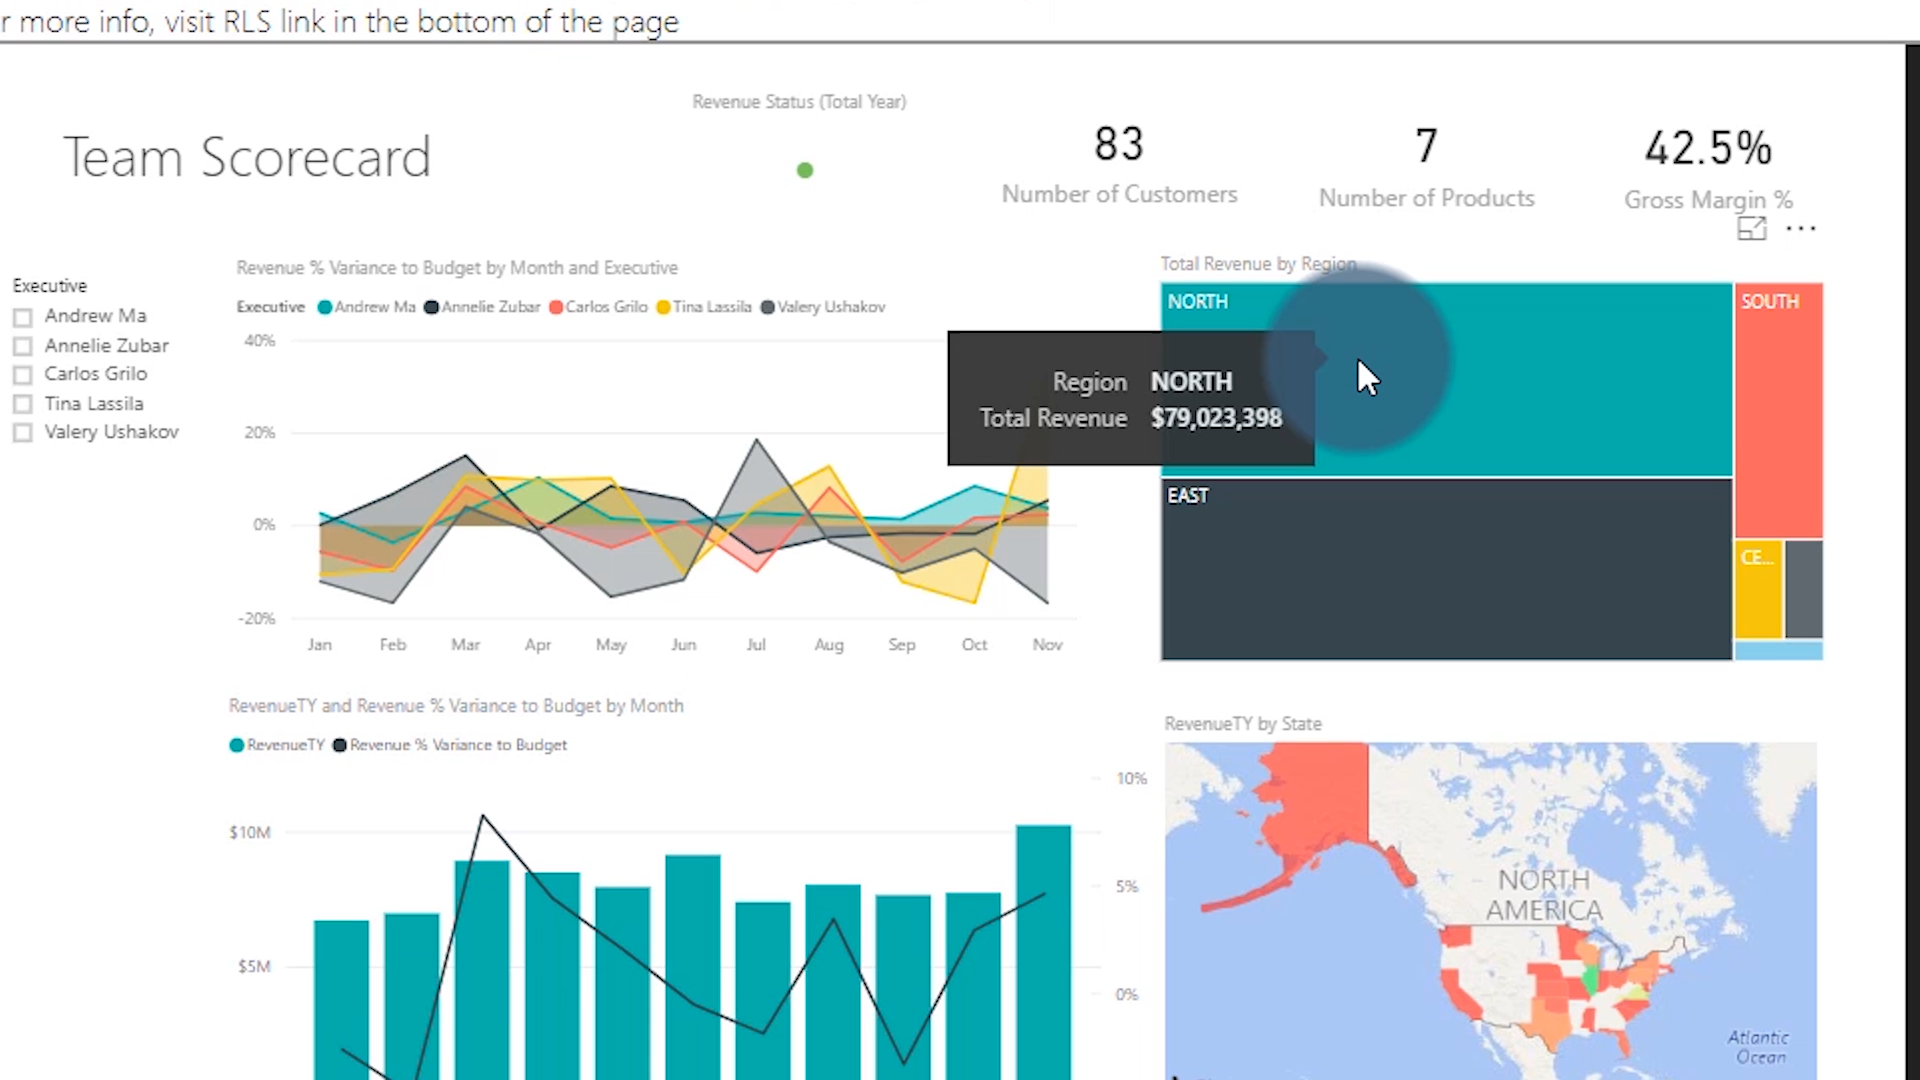 r more info, visit RLS link in the bottom of the page
Revenue Status (Total Year)
Team Scorecard
83
Number of Customers
7
Number of Products
42.5%
Gross Margin %
Executive
Andrew Ma
Annelie Zubar
Carlos Grilo
Tina Lassila
Valery Ushakov
Revenue % Variance to Budget by Month and Executive
Executive Andrew Ma Annelie Zubar Carlos Grilo Tina Lassila Valery Ushakov
40%
20%
0%
-20%
Jan Feb Mar Apr May Jun Jul Aug Sep Oct Nov
Total Revenue by Region
NORTH
SOUTH
EAST
CE...
Region NORTH
Total Revenue $79,023,398
RevenueTY and Revenue % Variance to Budget by Month
RevenueTY Revenue % Variance to Budget
$10M
$5M
10%
5%
0%
RevenueTY by State
NORTH
AMERICA
Atlantic
Ocean